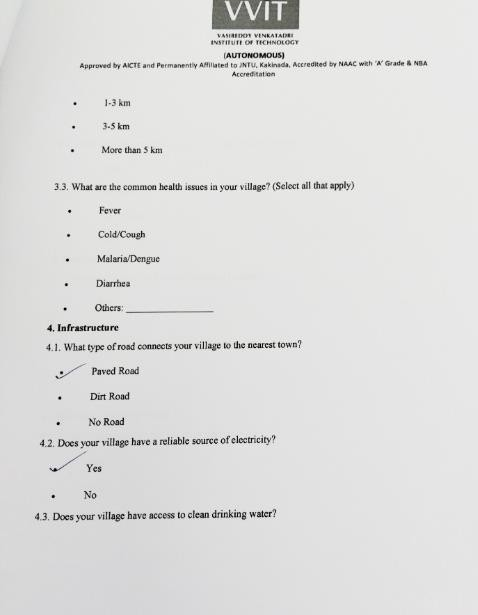 VVIT
VASIREDDY VENKATADRI
INSTITUTE OF TECHNOLOGY
(AUTONOMOUS)
Approved by AICTE and Permanently Affiliated to JNTU, Kakinada, Accredited by NAAC with 'A' Grade & NBA
Accreditation
• 1-3 km
• 3-5 km
• More than 5 km
3.3. What are the common health issues in your village? (Select all that apply)
• Fever
• Cold/Cough
• Malaria/Dengue
• Diarrhea
• Others: _______________
4. Infrastructure
4.1. What type of road connects your village to the nearest town?
• Paved Road
• Dirt Road
• No Road
4.2. Does your village have a reliable source of electricity?
• Yes
• No
4.3. Does your village have access to clean drinking water?